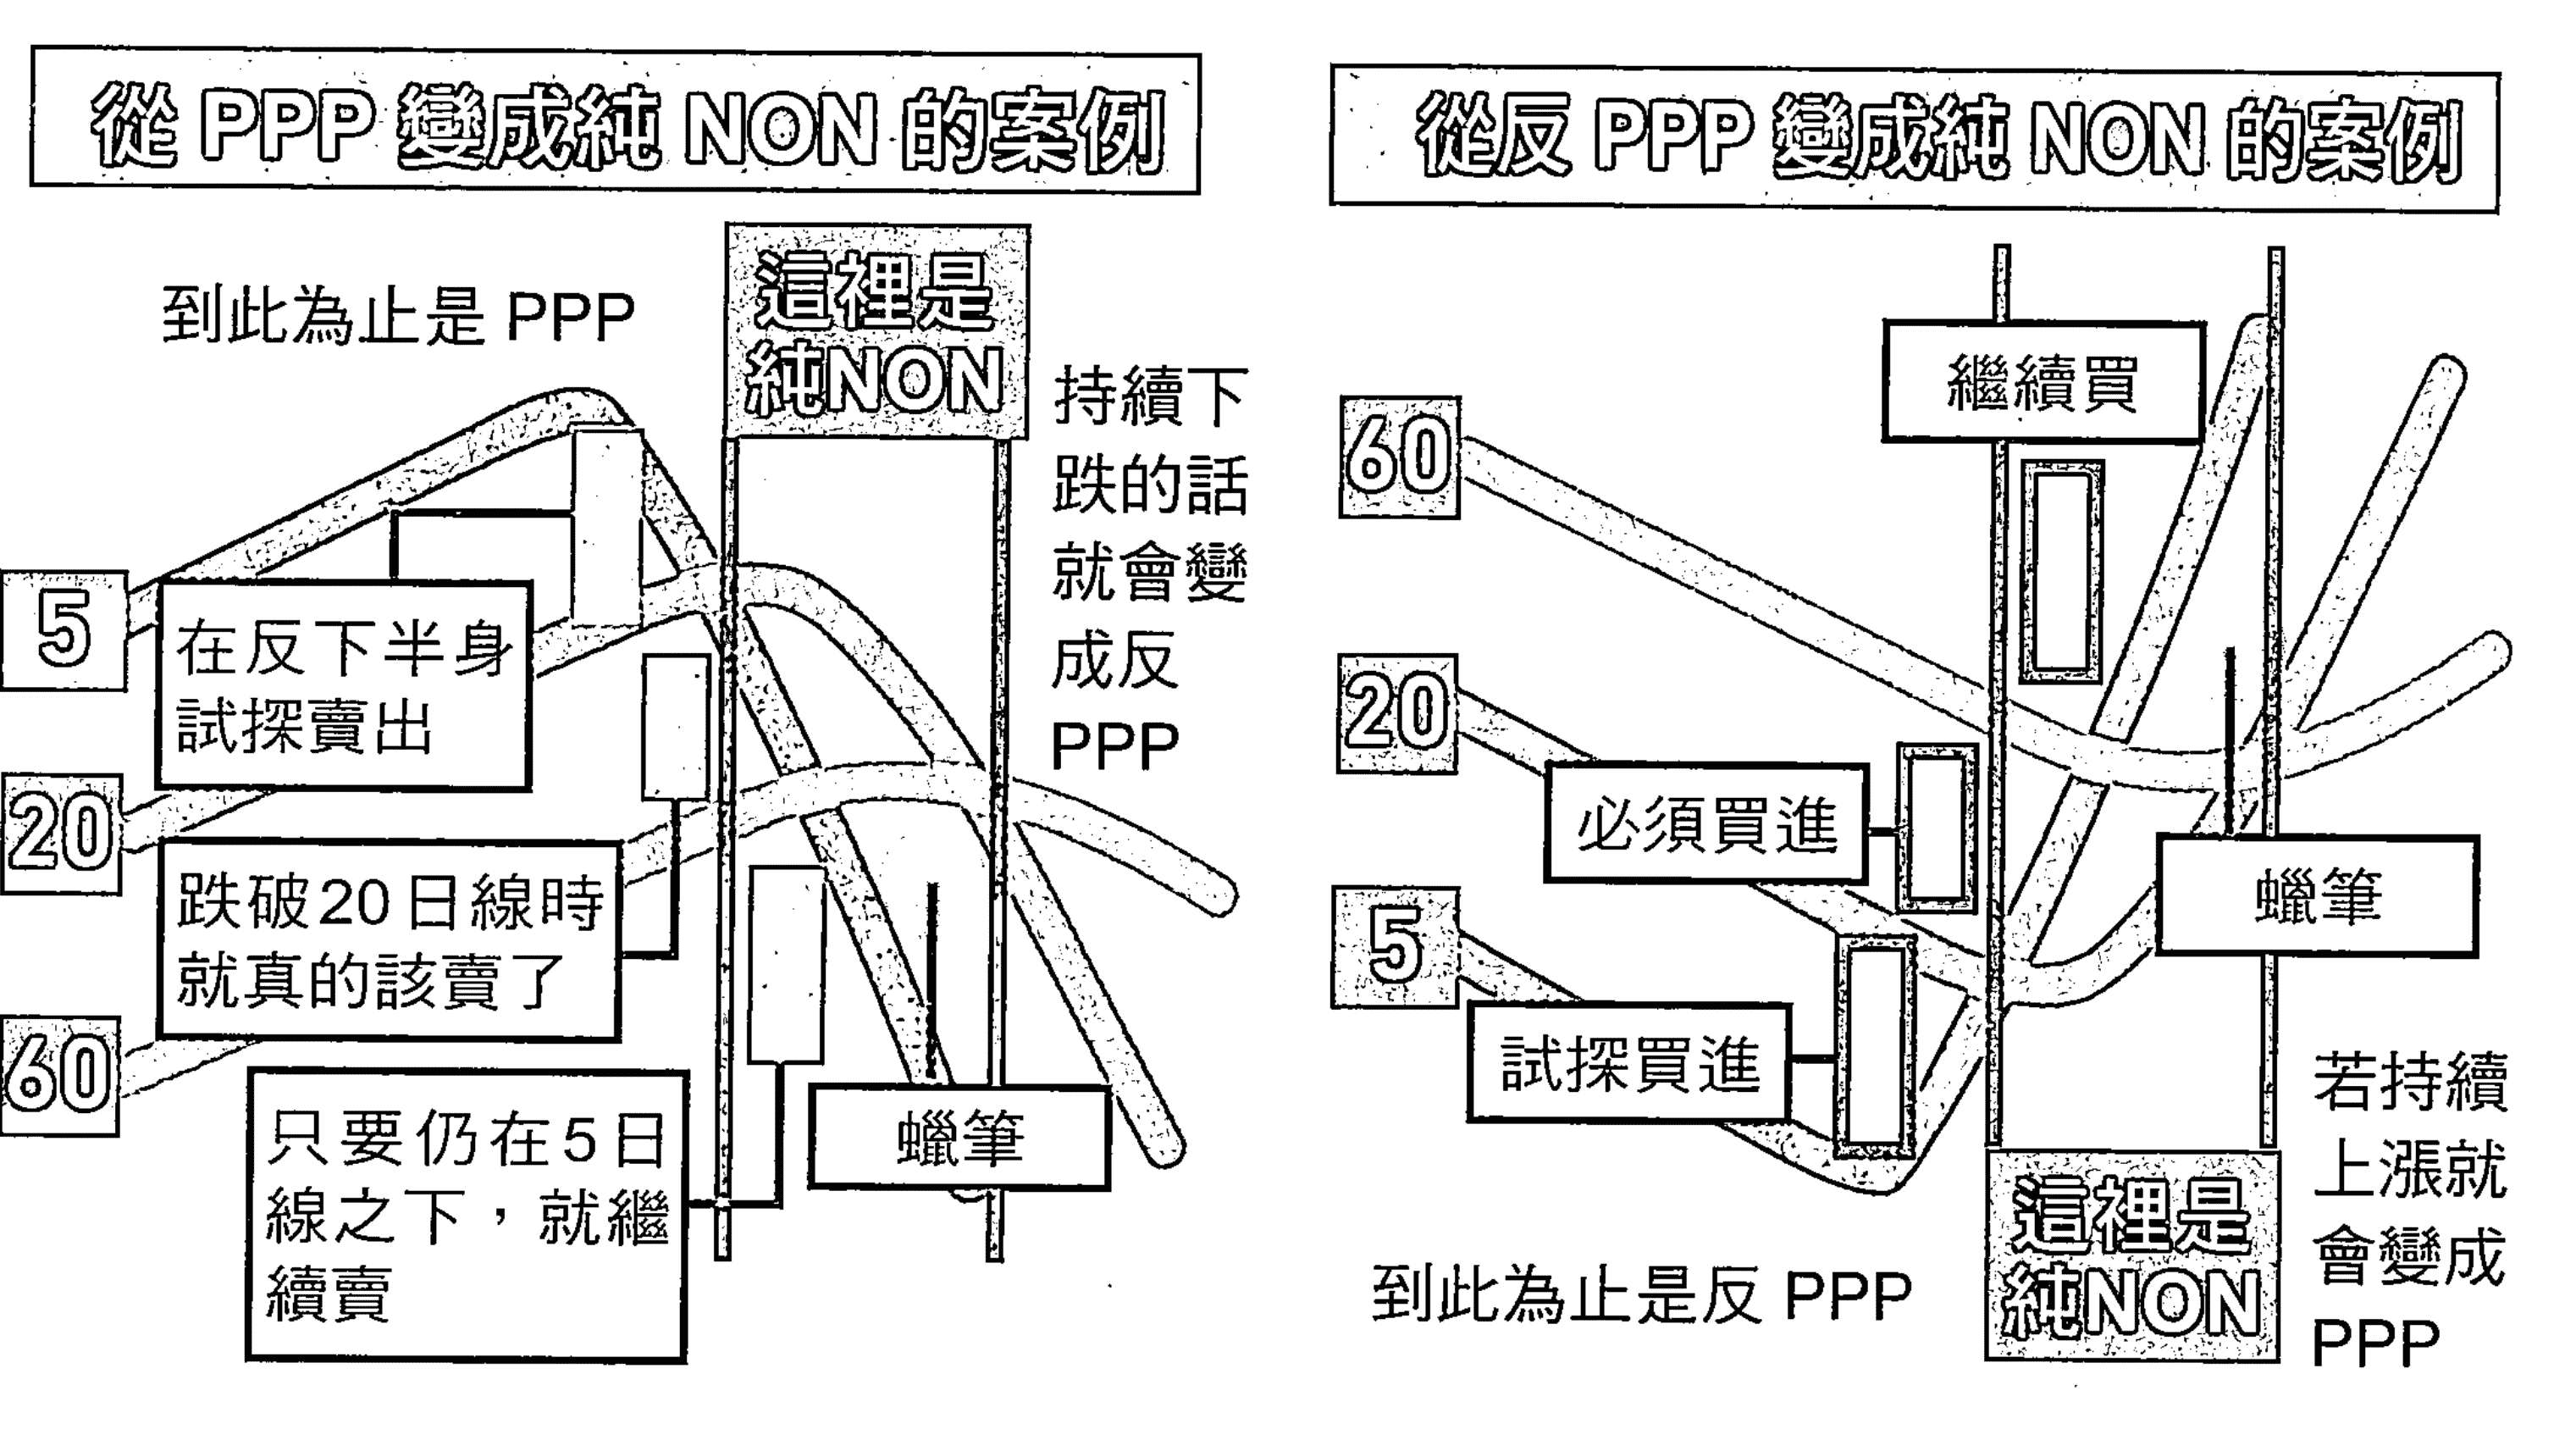 從 PPP 變成純 NON 的案例
到此為止是 PPP
這裡是
純NON
持續下
跌的話
就會變
成反
PPP
5
在反下半身
試探賣出
20
跌破20日線時
就真的該賣了
60
只要仍在5日
線之下，就繼
續賣
蠟筆
從反 PPP 變成純 NON 的案例
繼續買
60
20
必須買進
5
試探買進
蠟筆
到此為止是反 PPP
這裡是
純NON
若持續
上漲就
會變成
PPP